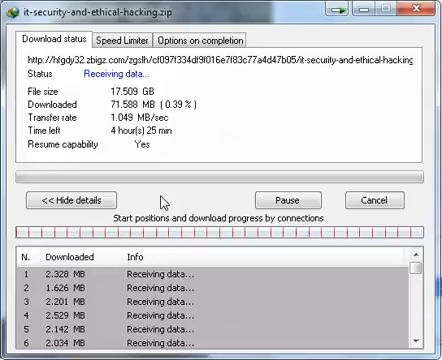 it-security-and-ethical-hacking.zip
Download status
Speed Limiter
Options on completion
http://hlgdy32.zbigz.com/zgslh/cf097f334df9f016e7f83c77a4d47b05/it-security-and-ethical-hacking
Status Receiving data...
File size 17.509 GB
Downloaded 71.588 MB ( 0.39 % )
Transfer rate 1.049 MB/sec
Time left 4 hour(s) 25 min
Resume capability Yes
<< Hide details
Pause
Cancel
Start positions and download progress by connections
N. Downloaded Info
1 2.328 MB Receiving data...
2 1.626 MB Receiving data...
3 2.201 MB Receiving data...
4 2.529 MB Receiving data...
5 2.142 MB Receiving data...
6 2.034 MB Receiving data...